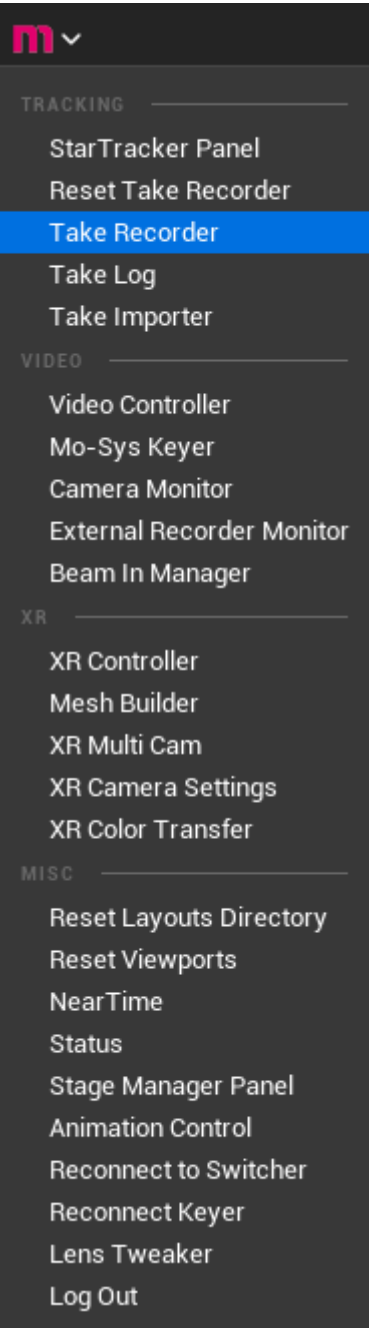 m
TRACKING
StarTracker Panel
Reset Take Recorder
Take Recorder
Take Log
Take Importer
VIDEO
Video Controller
Mo-Sys Keyer
Camera Monitor
External Recorder Monitor
Beam In Manager
XR
XR Controller
Mesh Builder
XR Multi Cam
XR Camera Settings
XR Color Transfer
MISC
Reset Layouts Directory
Reset Viewports
NearTime
Status
Stage Manager Panel
Animation Control
Reconnect to Switcher
Reconnect Keyer
Lens Tweaker
Log Out